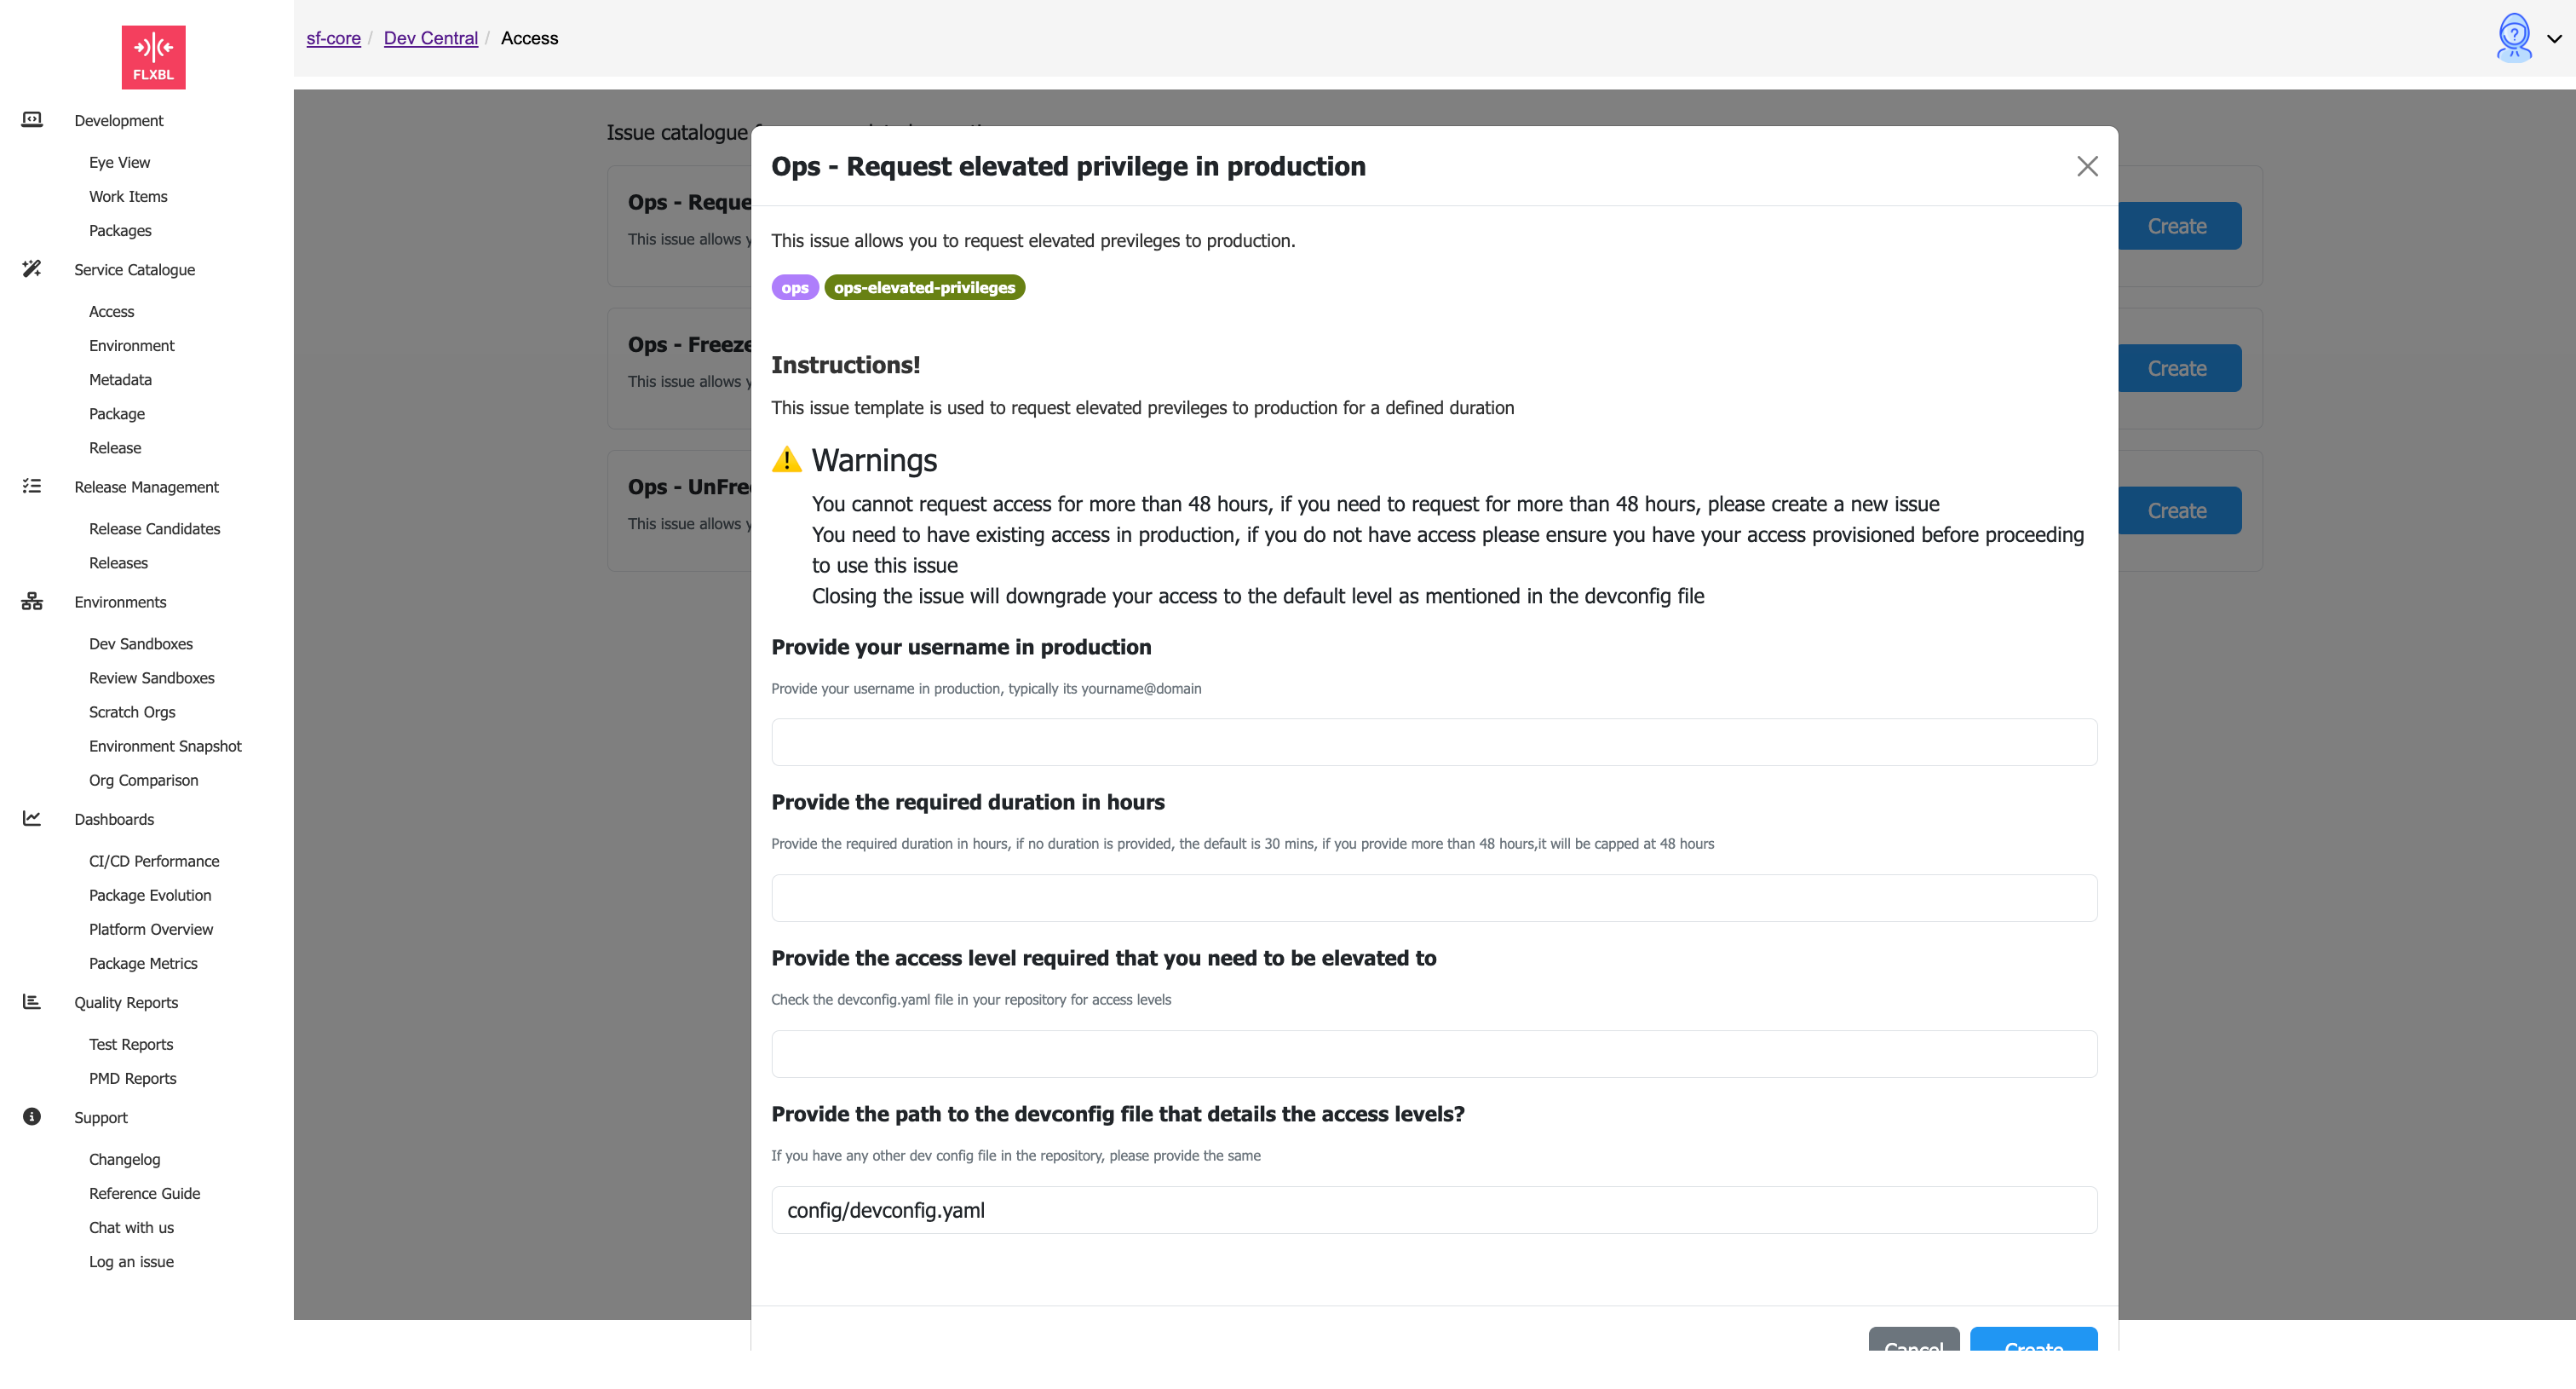 FLXBL
Development
Eye View
Work Items
Packages
Service Catalogue
Access
Environment
Metadata
Package
Release
Release Management
Release Candidates
Releases
Environments
Dev Sandboxes
Review Sandboxes
Scratch Orgs
Environment Snapshot
Org Comparison
Dashboards
CI/CD Performance
Package Evolution
Platform Overview
Package Metrics
Quality Reports
Test Reports
PMD Reports
Support
Changelog
Reference Guide
Chat with us
Log an issue
sf-core / Dev Central / Access
Issue catalogue
Ops - Reque
This issue allows y
Create
Ops - Freeze
This issue allows y
Create
Ops - UnFre
This issue allows y
Create
Ops - Request elevated privilege in production
This issue allows you to request elevated previleges to production.
ops ops-elevated-privileges
Instructions!
This issue template is used to request elevated previleges to production for a defined duration
⚠️ Warnings
You cannot request access for more than 48 hours, if you need to request for more than 48 hours, please create a new issue
You need to have existing access in production, if you do not have access please ensure you have your access provisioned before proceeding
to use this issue
Closing the issue will downgrade your access to the default level as mentioned in the devconfig file
Provide your username in production
Provide your username in production, typically its yourname@domain
Provide the required duration in hours
Provide the required duration in hours, if no duration is provided, the default is 30 mins, if you provide more than 48 hours,it will be capped at 48 hours
Provide the access level required that you need to be elevated to
Check the devconfig.yaml file in your repository for access levels
Provide the path to the devconfig file that details the access levels?
If you have any other dev config file in the repository, please provide the same
config/devconfig.yaml
Cancel
Create